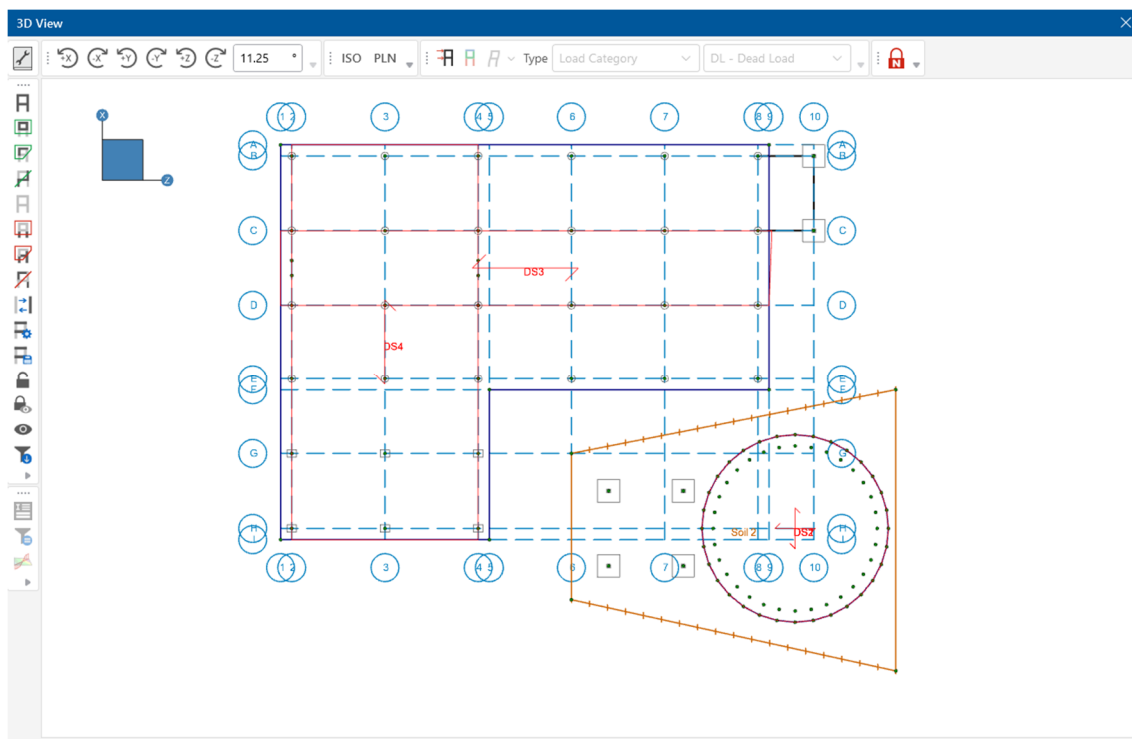 3D View
+X -X +Y -Y +Z -Z 11.25 ° ISO PLN Type Load Category DL - Dead Load N
X
Z
1 2 3 4 5 6 7 8 9 10
A A
B B
C C
DS3
D D
DS4
E E
F F
G G
Soil 2 DS2
H H
I I
1 2 3 4 5 6 7 8 9 10